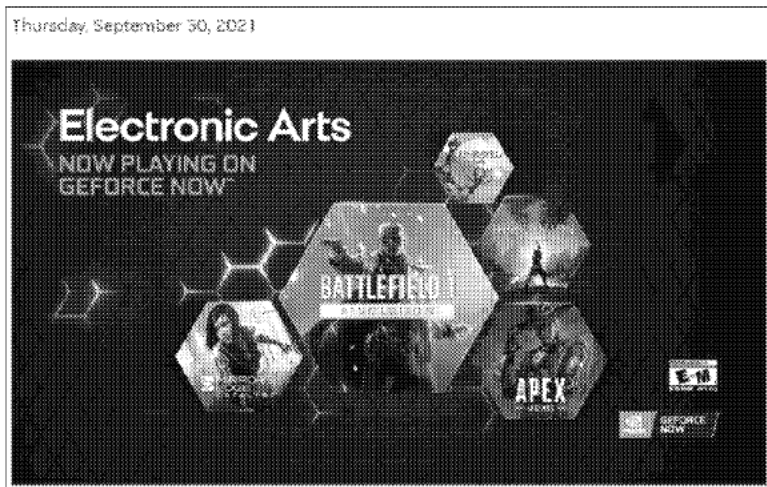 Thursday, September 30, 2021
Electronic Arts
NOW PLAYING ON
GEFORCE NOW
BATTLEFIELD 1
APEX
E-M
GEFORCE
NOW